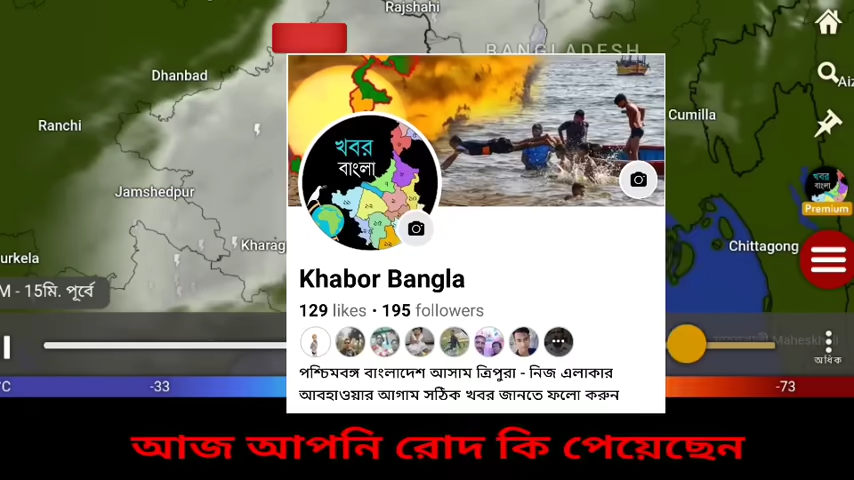 Rajshahi
BANGLADESH
Dhanbad
Ranchi
Cumilla
খবর
বাংলা
Jamshedpur
Premium
Kharag
Chittagong
urkela
M - 15মি. পূর্বে
Khabor Bangla
129 likes • 195 followers
পশ্চিমবঙ্গ বাংলাদেশ আসাম ত্রিপুরা - নিজ এলাকার
আবহাওয়ার আগাম সঠিক খবর জানতে ফলো করুন
অধিক
°C
-33
-73
আজ আপনি রোদ কি পেয়েছেন